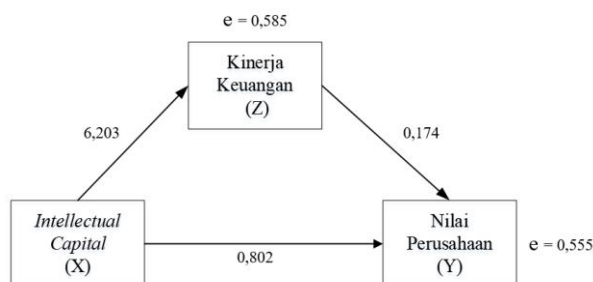 e = 0,585
Kinerja
Keuangan
(Z)
6,203
0,174
Intellectual
Capital
(X)
0,802
Nilai
Perusahaan
(Y)
e = 0,555